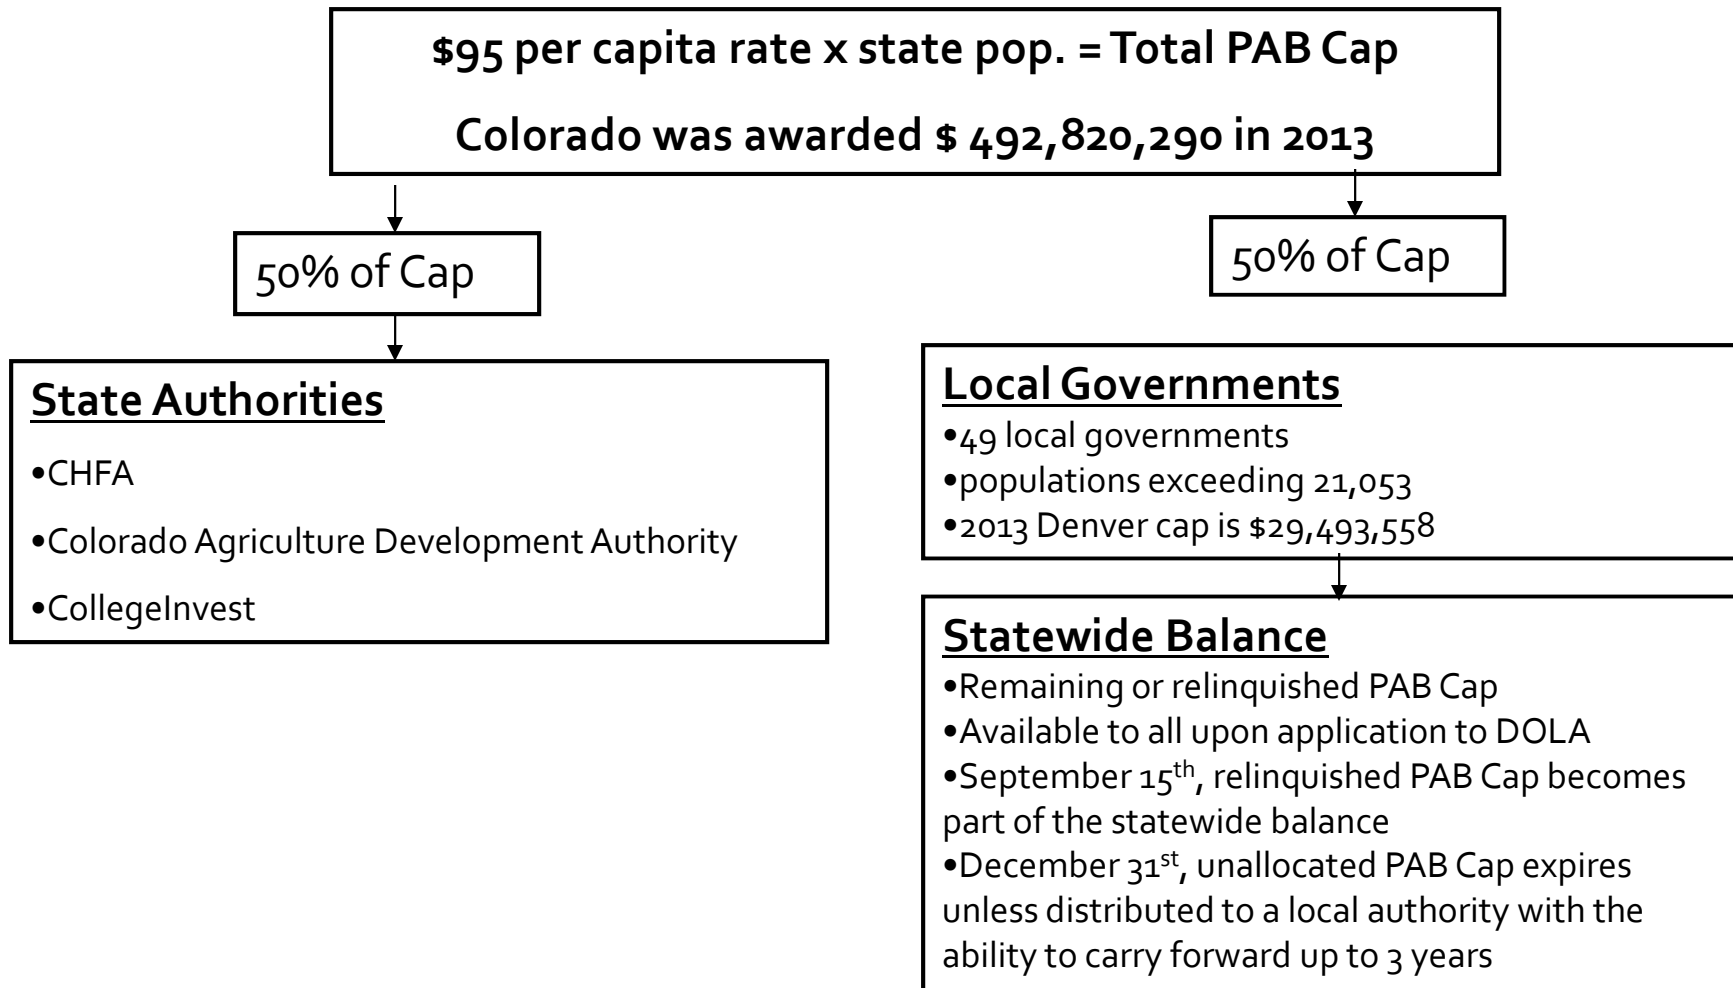 $95 per capita rate x state pop. = Total PAB Cap
Colorado was awarded $ 492,820,290 in 2013
50% of Cap
50% of Cap
State Authorities
•CHFA
•Colorado Agriculture Development Authority
•CollegeInvest
Local Governments
•49 local governments
•populations exceeding 21,053
•2013 Denver cap is $29,493,558
Statewide Balance
•Remaining or relinquished PAB Cap
•Available to all upon application to DOLA
•September 15th, relinquished PAB Cap becomes
part of the statewide balance
•December 31st, unallocated PAB Cap expires
unless distributed to a local authority with the
ability to carry forward up to 3 years